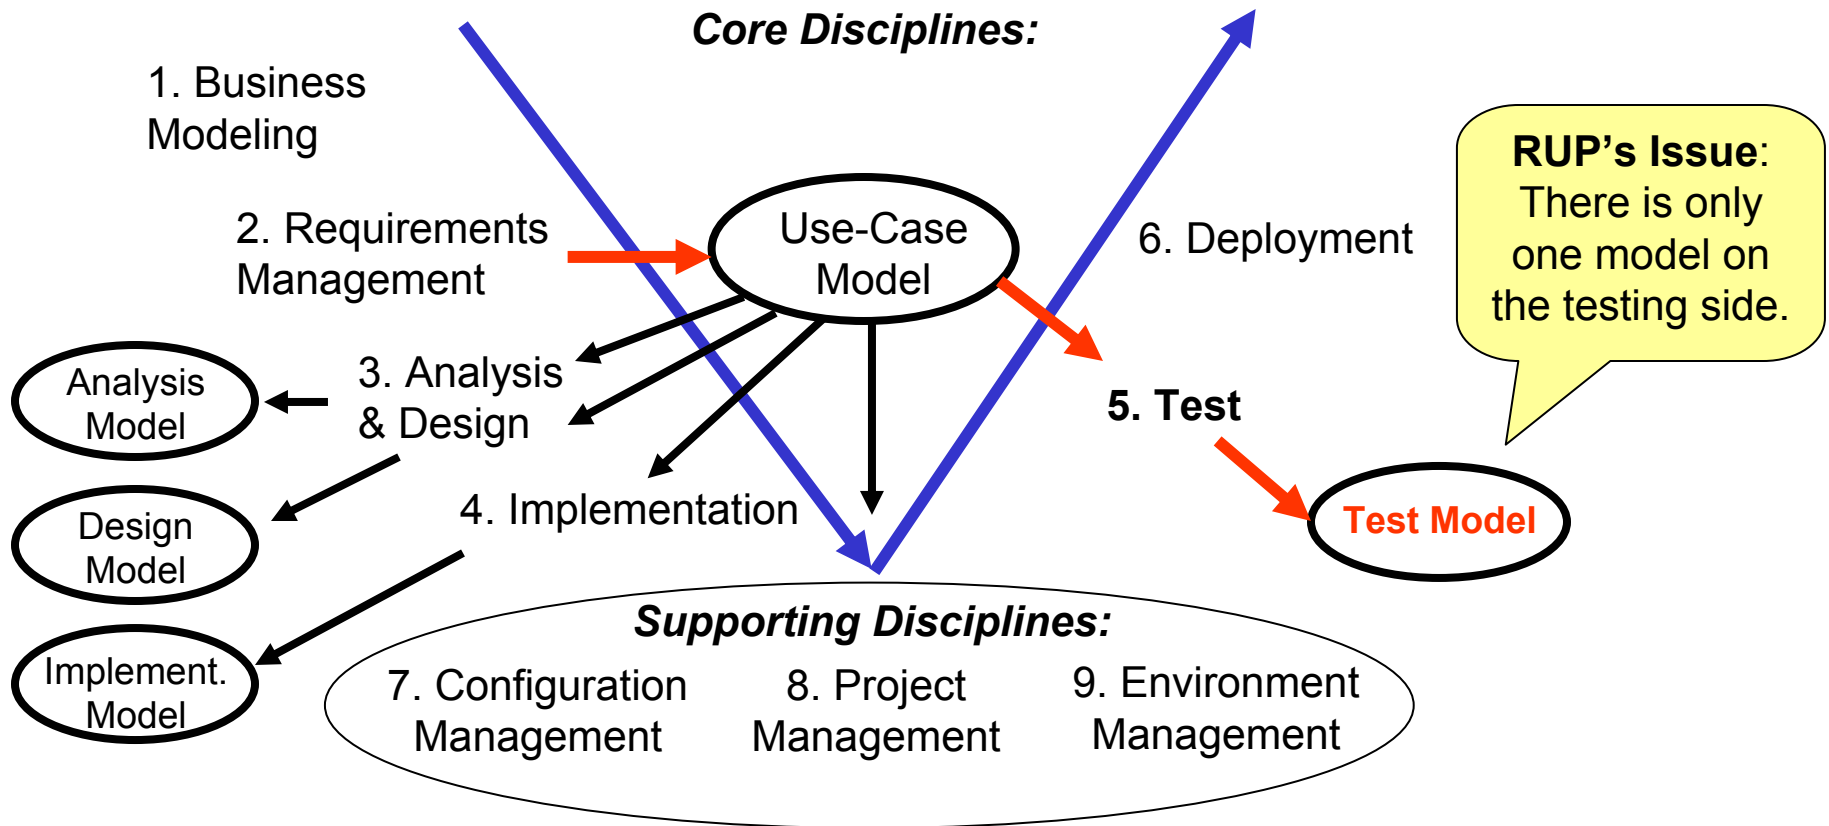 Core Disciplines:
1. Business
Modeling
2. Requirements
Management
Use-Case
Model
6. Deployment
RUP’s Issue:
There is only
one model on
the testing side.
3. Analysis
& Design
Analysis
Model
5. Test
4. Implementation
Design
Model
Test Model
Implement.
Model
Supporting Disciplines:
7. Configuration
Management
8. Project
Management
9. Environment
Management